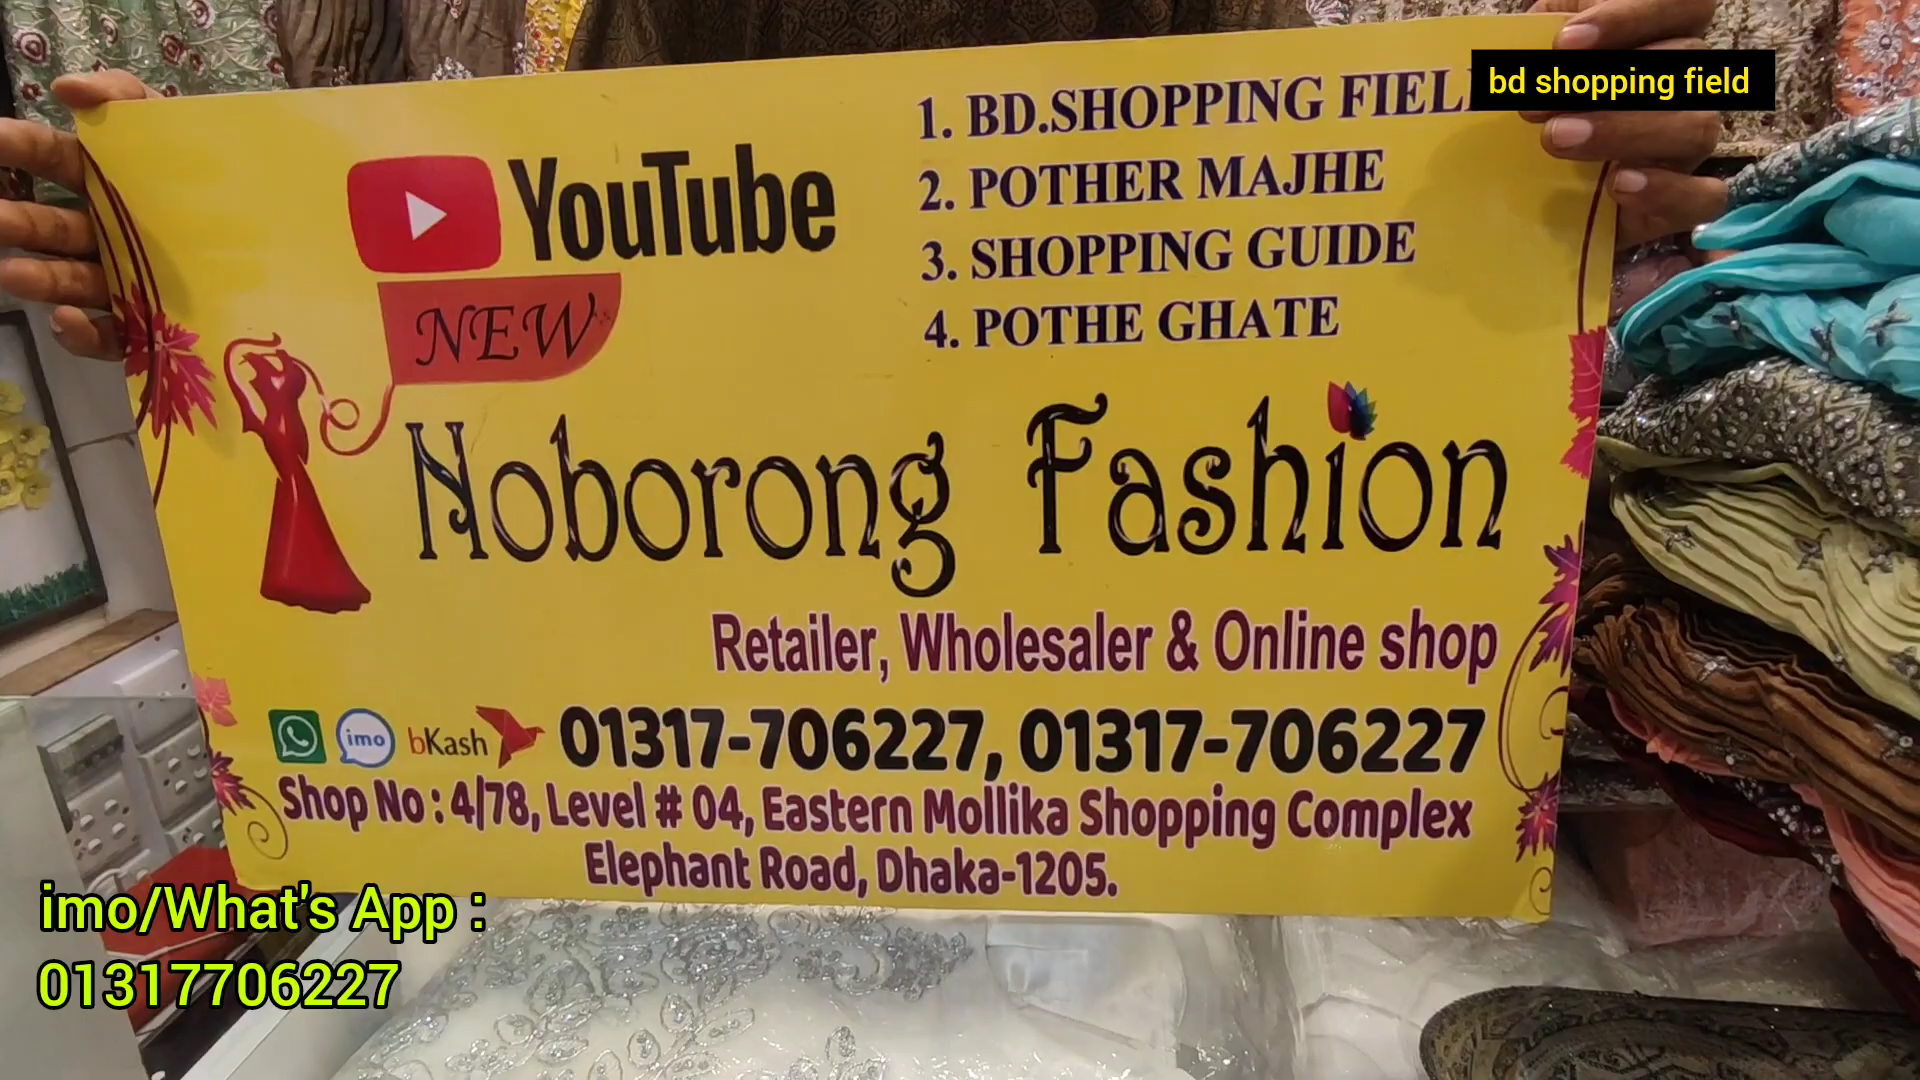 bd shopping field
1. BD.SHOPPING FIEL
YouTube
2. POTHER MAJHE
3. SHOPPING GUIDE
4. POTHE GHATE
NEW
Noborong Fashion
Retailer, Wholesaler & Online shop
imo bKash 01317-706227, 01317-706227
Shop No : 4/78, Level # 04, Eastern Mollika Shopping Complex
Elephant Road, Dhaka-1205.
imo/What's App :
01317706227